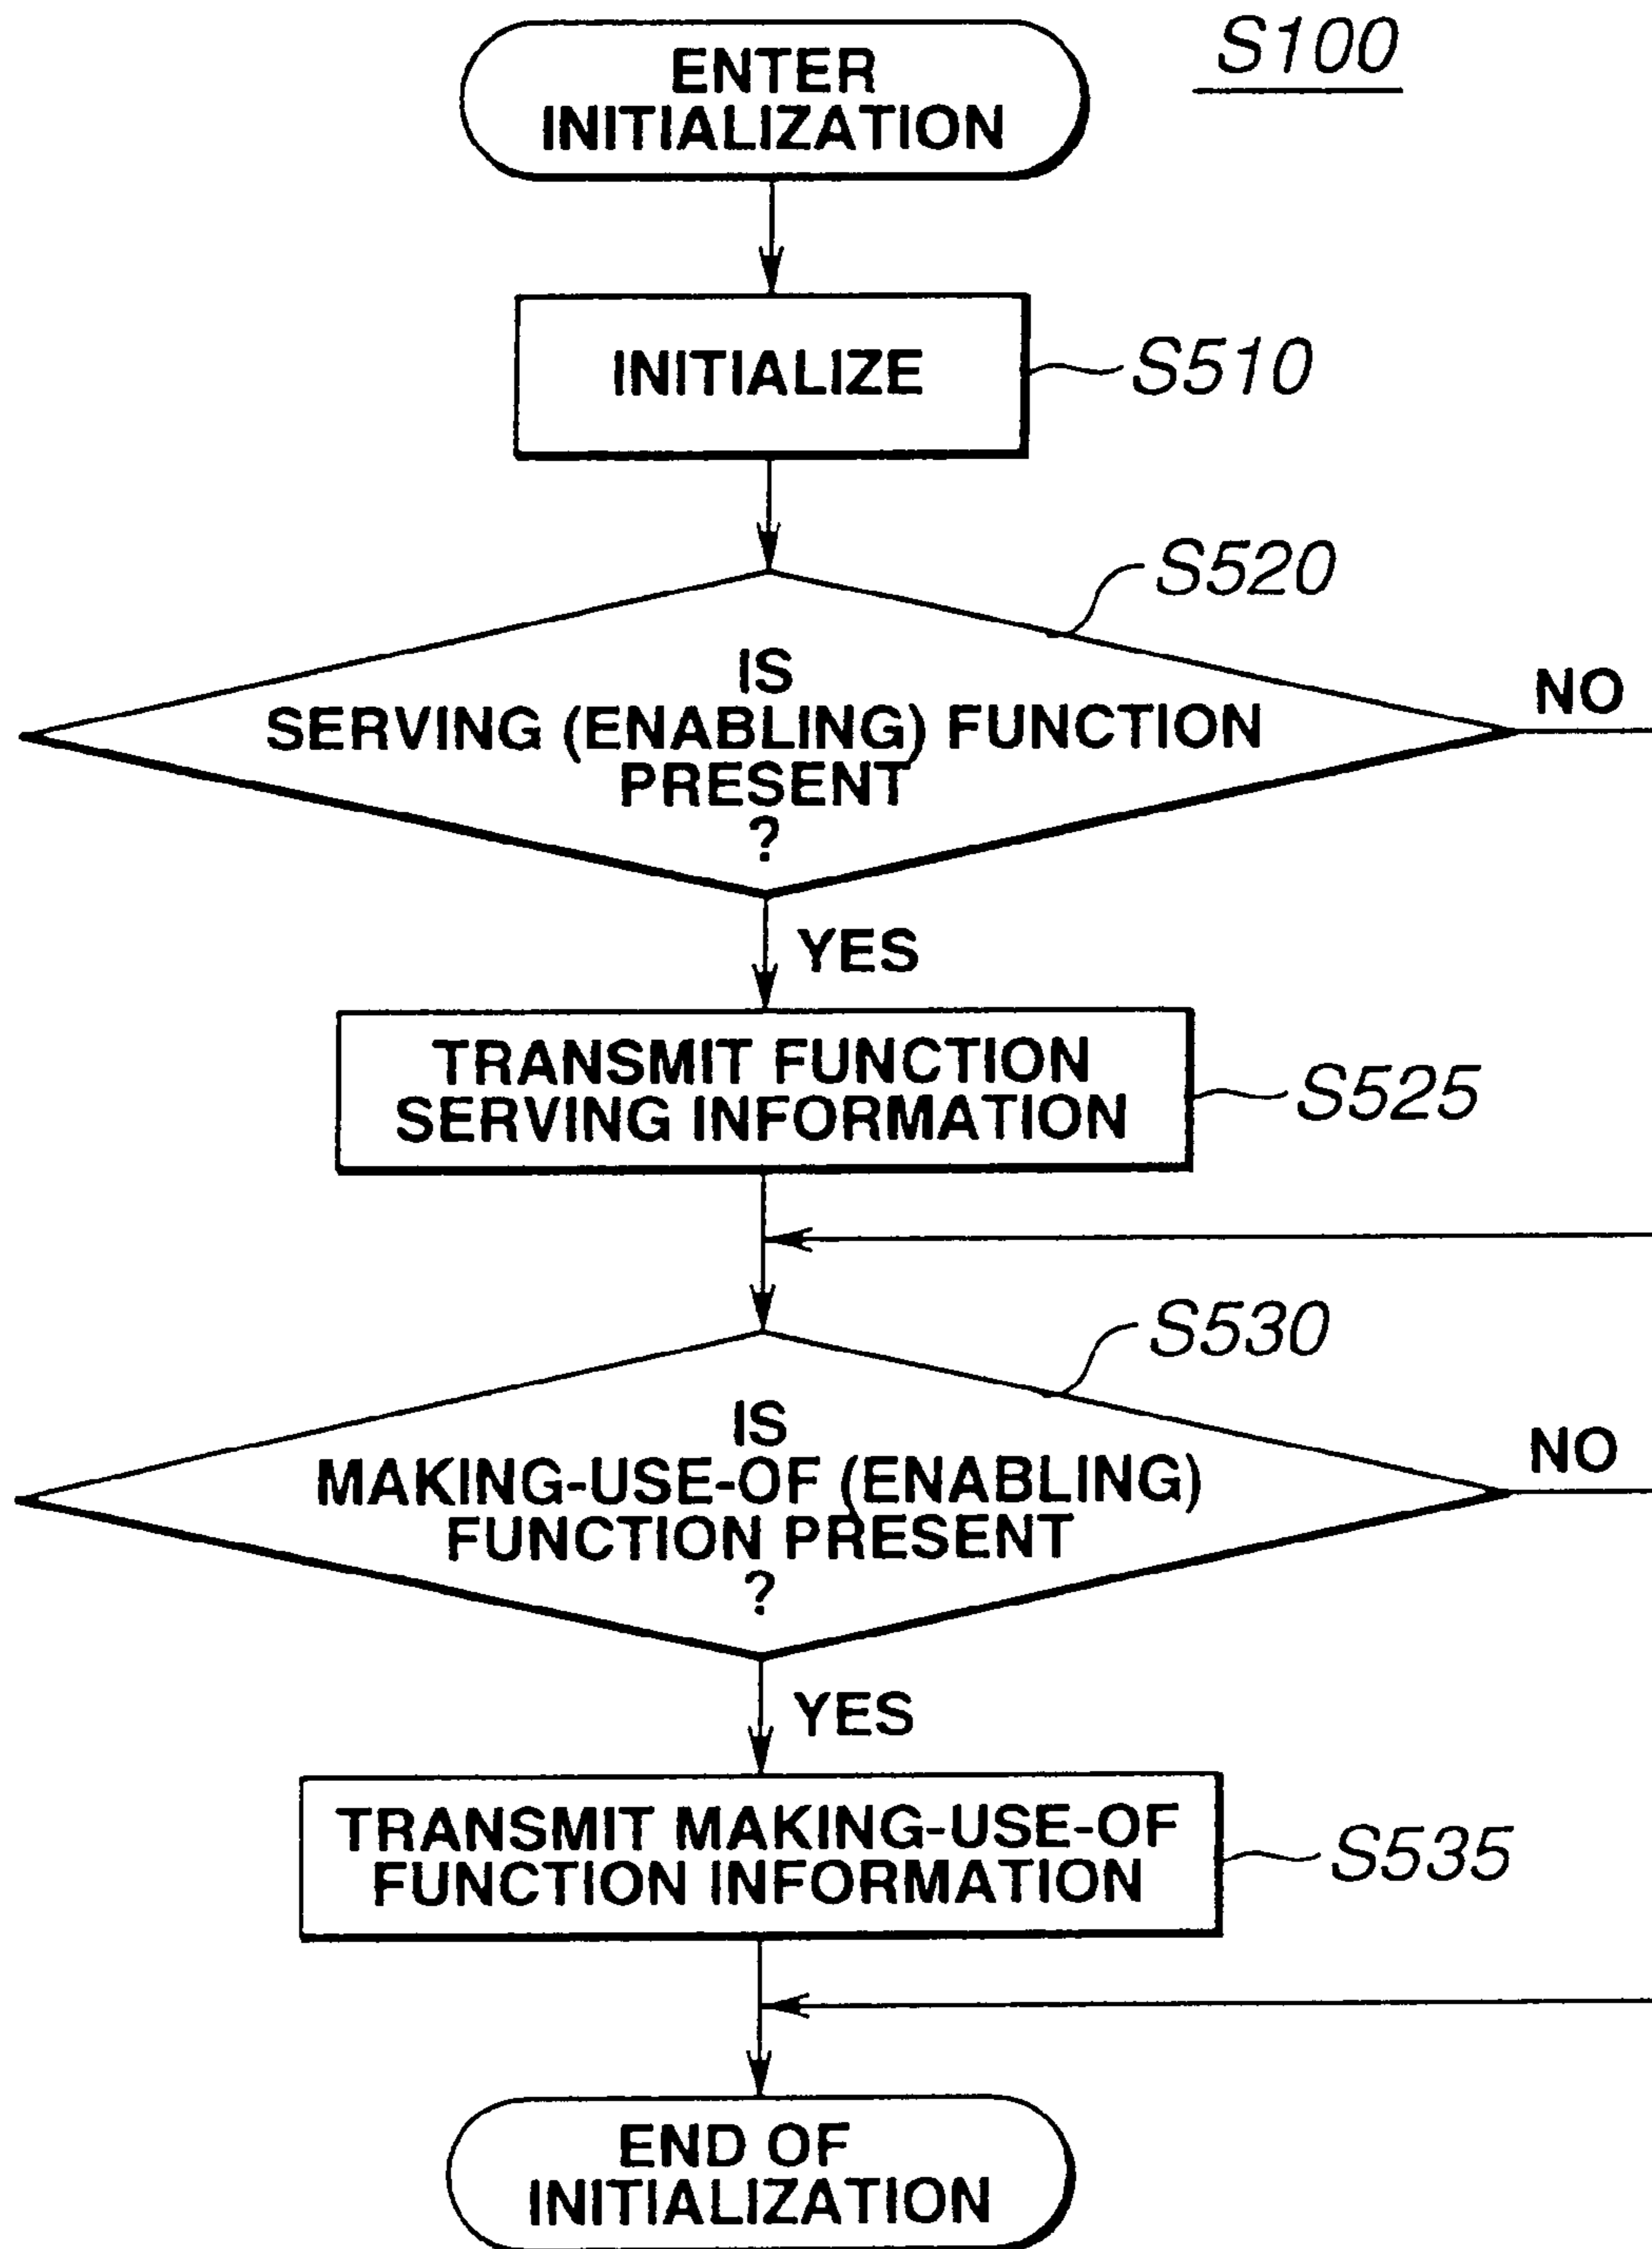 S100
ENTER
INITIALIZATION
INITIALIZE
S510
S520
IS
SERVING (ENABLING) FUNCTION
PRESENT
?
NO
YES
TRANSMIT FUNCTION
SERVING INFORMATION
S525
S530
IS
MAKING-USE-OF (ENABLING)
FUNCTION PRESENT
?
NO
YES
TRANSMIT MAKING-USE-OF
FUNCTION INFORMATION
S535
END OF
INITIALIZATION